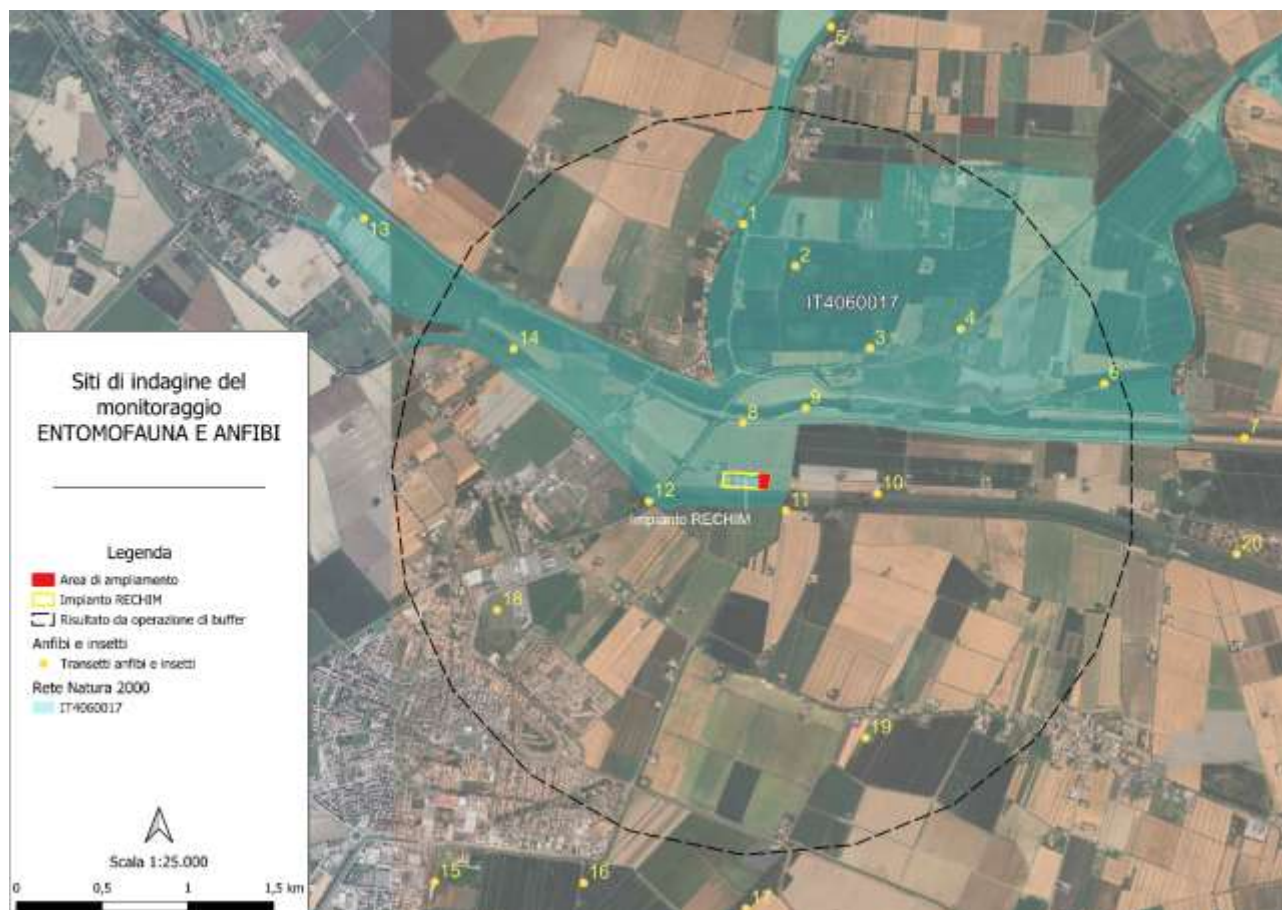 5
13
1
2
IT4060017
14
3
4
6
8
9
7
12
10
11
Impianto RECHIM
20
18
19
15
16
17
Siti di indagine del
monitoraggio
ENTOMOFAUNA E ANFIBI
Legenda
Area di ampliamento
Impianto RECHIM
Risultato da operazione di buffer
Anfibi e insetti
Transetti anfibi e insetti
Rete Natura 2000
IT4060017
Scala 1:25.000
0 0,5 1 1,5 km